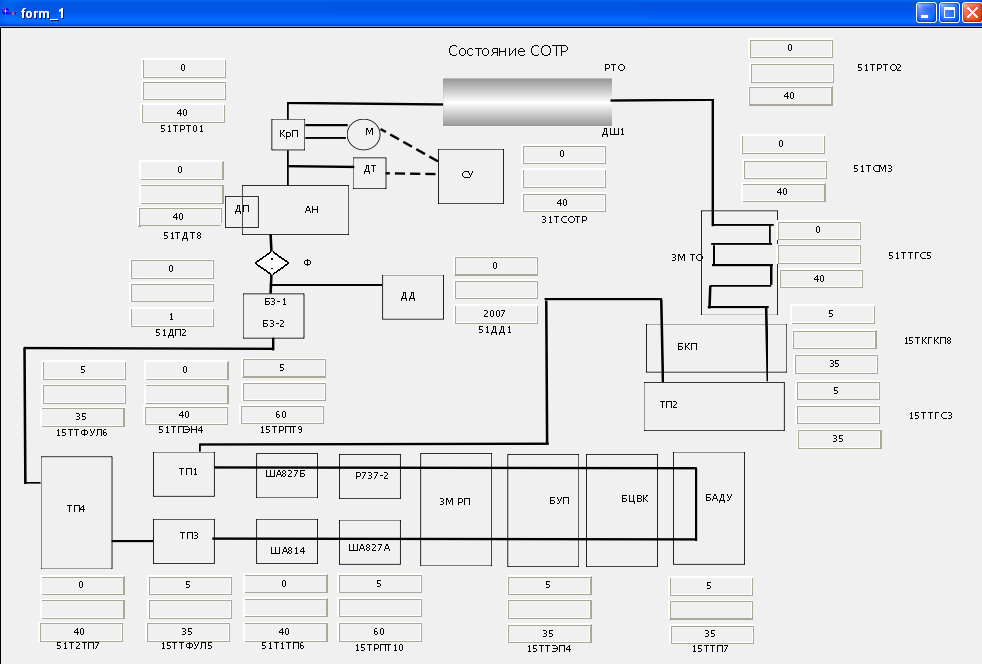 form_1
Состояние СОТР
0
40
51ТРТ01
РТО
ДШ1
0
40
51ТРТО2
КрП
М
ДТ
СУ
0
40
31ТСОТР
0
40
51ТСМ3
0
40
51ТДТ8
ДП
АН
Ф
0
40
51ТТГС5
ЗМ ТО
0
1
51ДП2
БЗ-1
БЗ-2
ДД
0
2007
51ДД1
5
35
15ТКГКП8
БКП
ТП2
5
35
15ТТГС3
5
35
15ТТФУЛ6
0
40
51ТПЭН4
5
60
15ТРПТ9
ТП4
ТП1
ША827Б
Р737-2
ЗМ РП
БУП
БЦВК
БАДУ
ТП3
ША814
ША827А
0
40
51Т2ТП7
5
35
15ТТФУЛ5
0
40
51Т1ТП6
5
60
15ТРПТ10
5
35
15ТТЭП4
5
35
15ТТП7